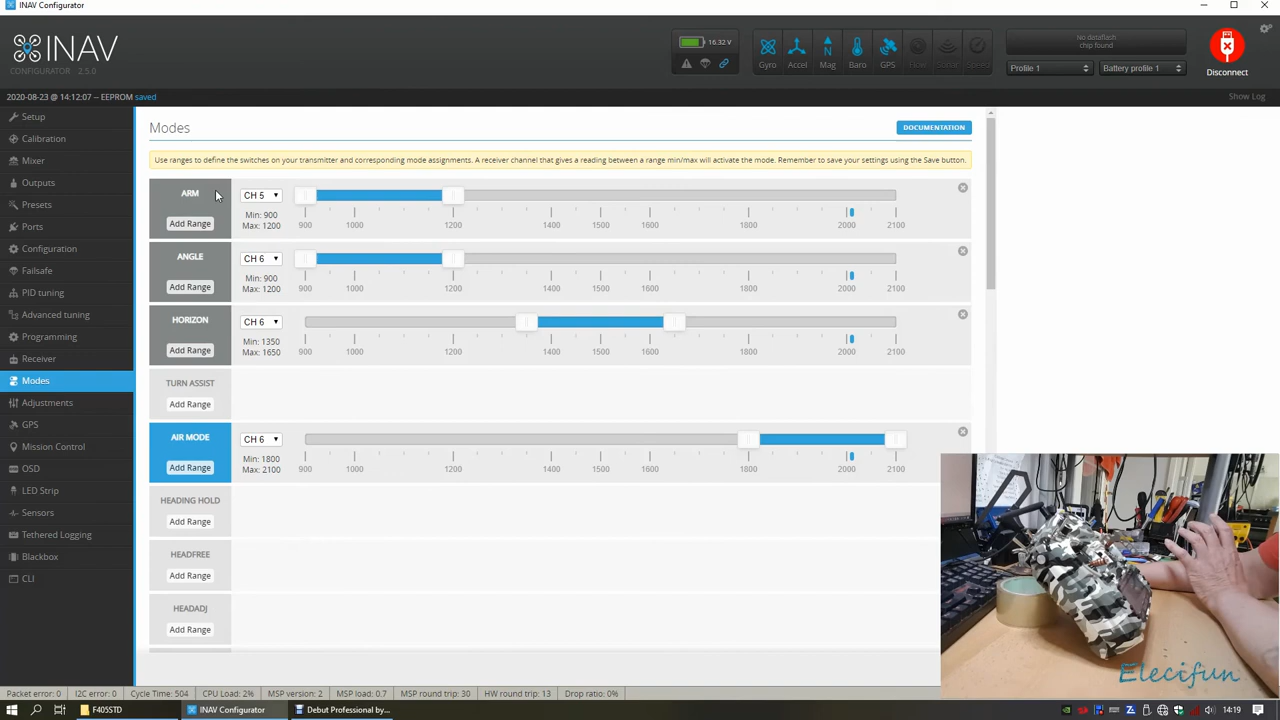 INAV Configurator
INAV
CONFIGURATOR 2.5.0
16.32 V
Gyro Accel Mag Baro GPS Flow Sonar Speed
No dataflash
chip found
Profile 1
Battery profile 1
Disconnect
2020-08-23 @ 14:12:07 -- EEPROM saved
Show Log
Setup
Calibration
Mixer
Outputs
Presets
Ports
Configuration
Failsafe
PID tuning
Advanced tuning
Programming
Receiver
Modes
Adjustments
GPS
Mission Control
OSD
LED Strip
Sensors
Tethered Logging
Blackbox
CLI
Modes
DOCUMENTATION
Use ranges to define the switches on your transmitter and corresponding mode assignments. A receiver channel that gives a reading between a range min/max will activate the mode. Remember to save your settings using the Save button.
ARM
Add Range
CH 5
Min: 900
Max: 1200
900 1000 1200 1400 1500 1600 1800 2000 2100
ANGLE
Add Range
CH 6
Min: 900
Max: 1200
900 1000 1200 1400 1500 1600 1800 2000 2100
HORIZON
Add Range
CH 6
Min: 1350
Max: 1650
900 1000 1200 1400 1500 1600 1800 2000 2100
TURN ASSIST
Add Range
AIR MODE
Add Range
CH 6
Min: 1800
Max: 2100
900 1000 1200 1400 1500 1600 1800 2000 2100
HEADING HOLD
Add Range
HEADFREE
Add Range
HEADADJ
Add Range
Elecifun
Packet error: 0 I2C error: 0 Cycle Time: 504 CPU Load: 2% MSP version: 2 MSP load: 0.7 MSP round trip: 30 HW round trip: 13 Drop ratio: 0%
F405STD
INAV Configurator
Debut Professional by...
14:19